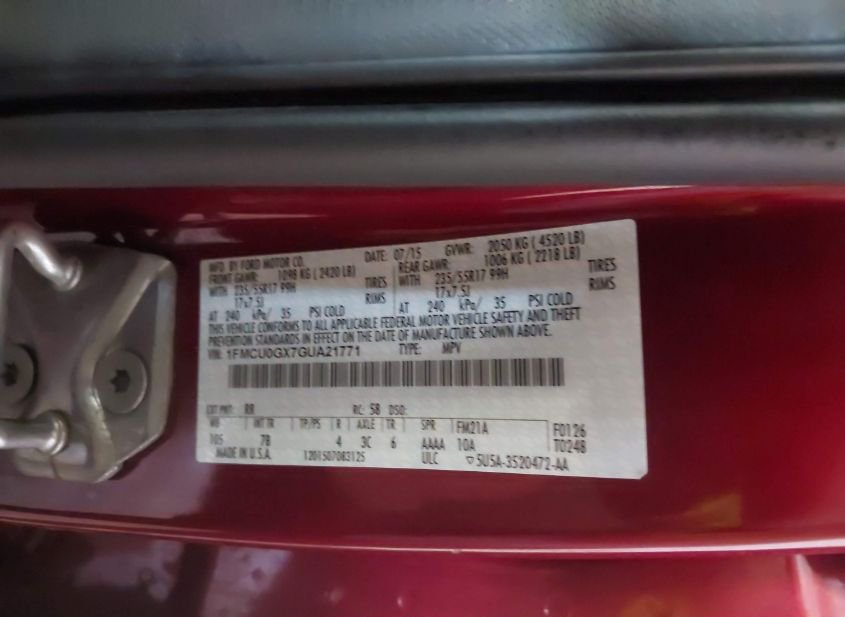 MFD. BY FORD MOTOR CO. DATE: 07/15 GVWR: 2050 KG ( 4520 LB)
FRONT GAWR: 1098 KG ( 2420 LB) REAR GAWR: 1006 KG ( 2218 LB)
WITH 235/55R17 99H TIRES WITH 235/55R17 99H TIRES
17x7.5J RIMS 17x7.5J RIMS
AT 240 kPa/ 35 PSI COLD AT 240 kPa/ 35 PSI COLD
THIS VEHICLE CONFORMS TO ALL APPLICABLE FEDERAL MOTOR VEHICLE SAFETY AND THEFT
PREVENTION STANDARDS IN EFFECT ON THE DATE OF MANUFACTURE SHOWN ABOVE.
VIN: 1FMCU0GX7GUA21771 TYPE: MPV
EXT PNT: RR RC: 58 DSO:
WB INT TR TP/PS R AXLE TR SPR FM21A F0126
105 7B 4 3C 6 AAAA 10A T0248
MADE IN U.S.A. 1201507083125 ULC ▽5U5A-3520472-AA